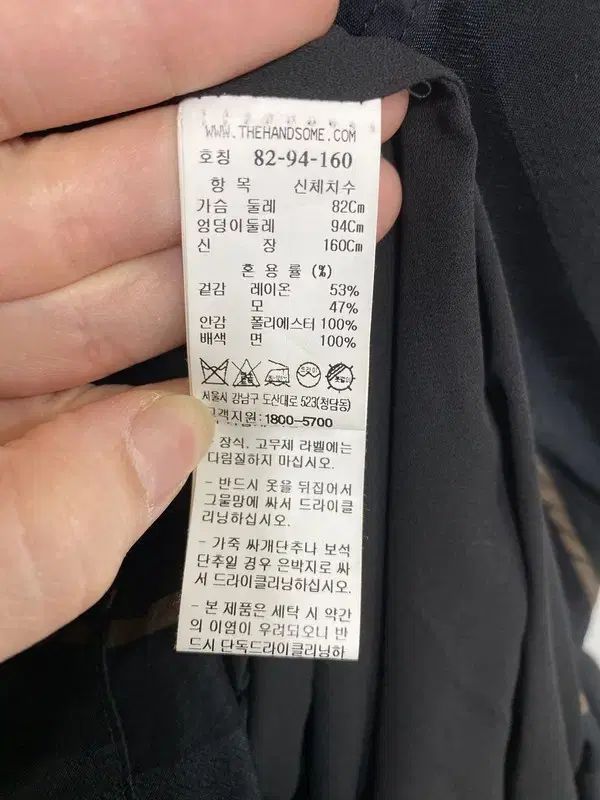 WWW.THEHANDSOME.COM
호칭 82-94-160
항 목 신체치수
가슴 둘레 82Cm
엉덩이둘레 94Cm
신 장 160Cm
혼 용 률 (%)
겉감 레이온 53%
모 47%
안감 폴리에스터 100%
배색 면 100%
서울시 강남구 도산대로 523(청담동)
고객지원:1800-5700
- 장식. 고무제 라벨에는
다림질하지 마십시오.
- 반드시 옷을 뒤집어서
그물망에 싸서 드라이클
리닝하십시오.
- 가죽 싸개단추나 보석
단추일 경우 은박지로 싸
서 드라이클리닝하십시오.
- 본 제품은 세탁 시 약간
의 이염이 우려되오니 반
드시 단독드라이클리닝하